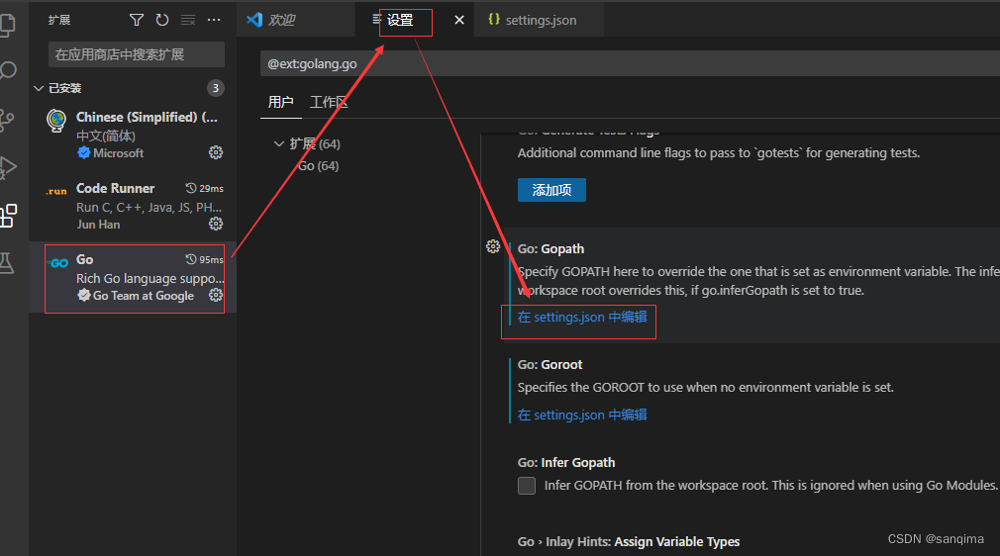 扩展
在应用商店中搜索扩展
已安装
3
Chinese (Simplified) (...
中文(简体)
Microsoft
.run
Code Runner
29ms
Run C, C++, Java, JS, PH...
Jun Han
GO
Go
95ms
Rich Go language suppo...
Go Team at Google
欢迎
设置
{} settings.json
@ext:golang.go
用户
工作区
扩展 (64)
Go (64)
Go: Generate Tests Flags
Additional command line flags to pass to `gotests` for generating tests.
添加项
Go: Gopath
Specify GOPATH here to override the one that is set as environment variable. The infe
workspace root overrides this, if go.inferGopath is set to true.
在 settings.json 中编辑
Go: Goroot
Specifies the GOROOT to use when no environment variable is set.
在 settings.json 中编辑
Go: Infer Gopath
Infer GOPATH from the workspace root. This is ignored when using Go Modules.
Go › Inlay Hints: Assign Variable Types
CSDN @sanqima